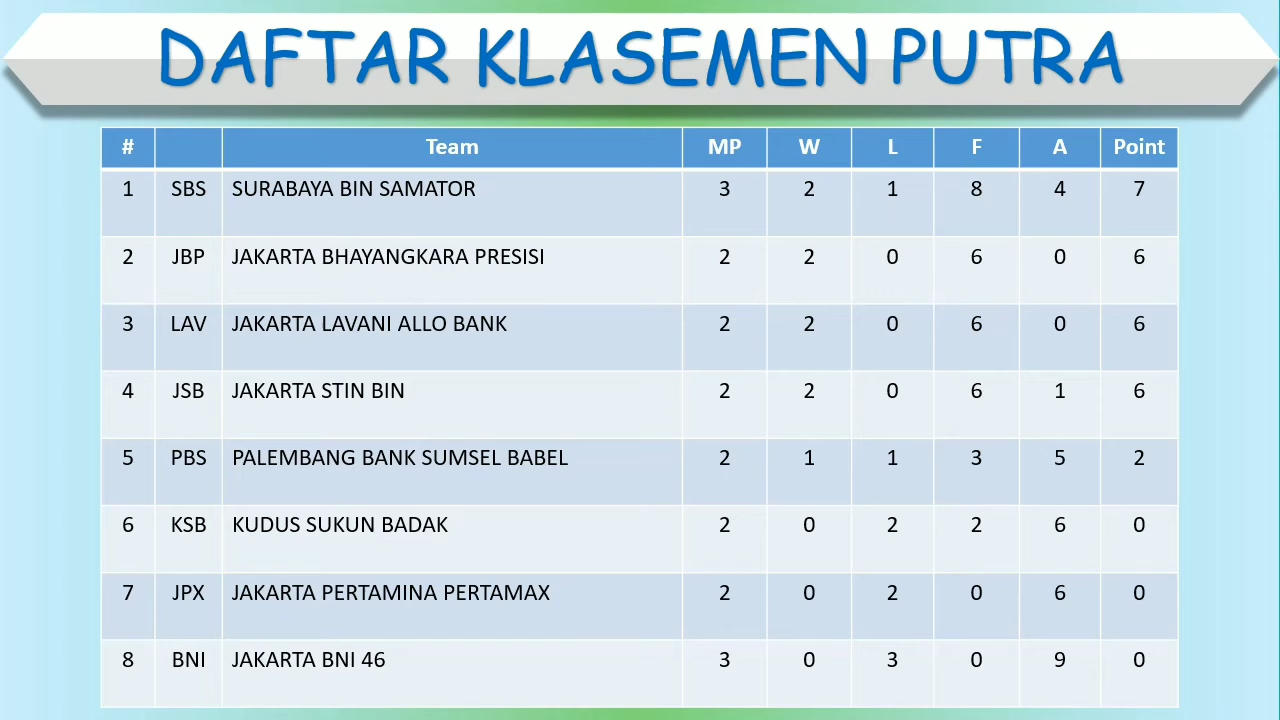 DAFTAR KLASEMEN PUTRA
# Team MP W L F A Point
1 SBS SURABAYA BIN SAMATOR 3 2 1 8 4 7
2 JBP JAKARTA BHAYANGKARA PRESISI 2 2 0 6 0 6
3 LAV JAKARTA LAVANI ALLO BANK 2 2 0 6 0 6
4 JSB JAKARTA STIN BIN 2 2 0 6 1 6
5 PBS PALEMBANG BANK SUMSEL BABEL 2 1 1 3 5 2
6 KSB KUDUS SUKUN BADAK 2 0 2 2 6 0
7 JPX JAKARTA PERTAMINA PERTAMAX 2 0 2 0 6 0
8 BNI JAKARTA BNI 46 3 0 3 0 9 0